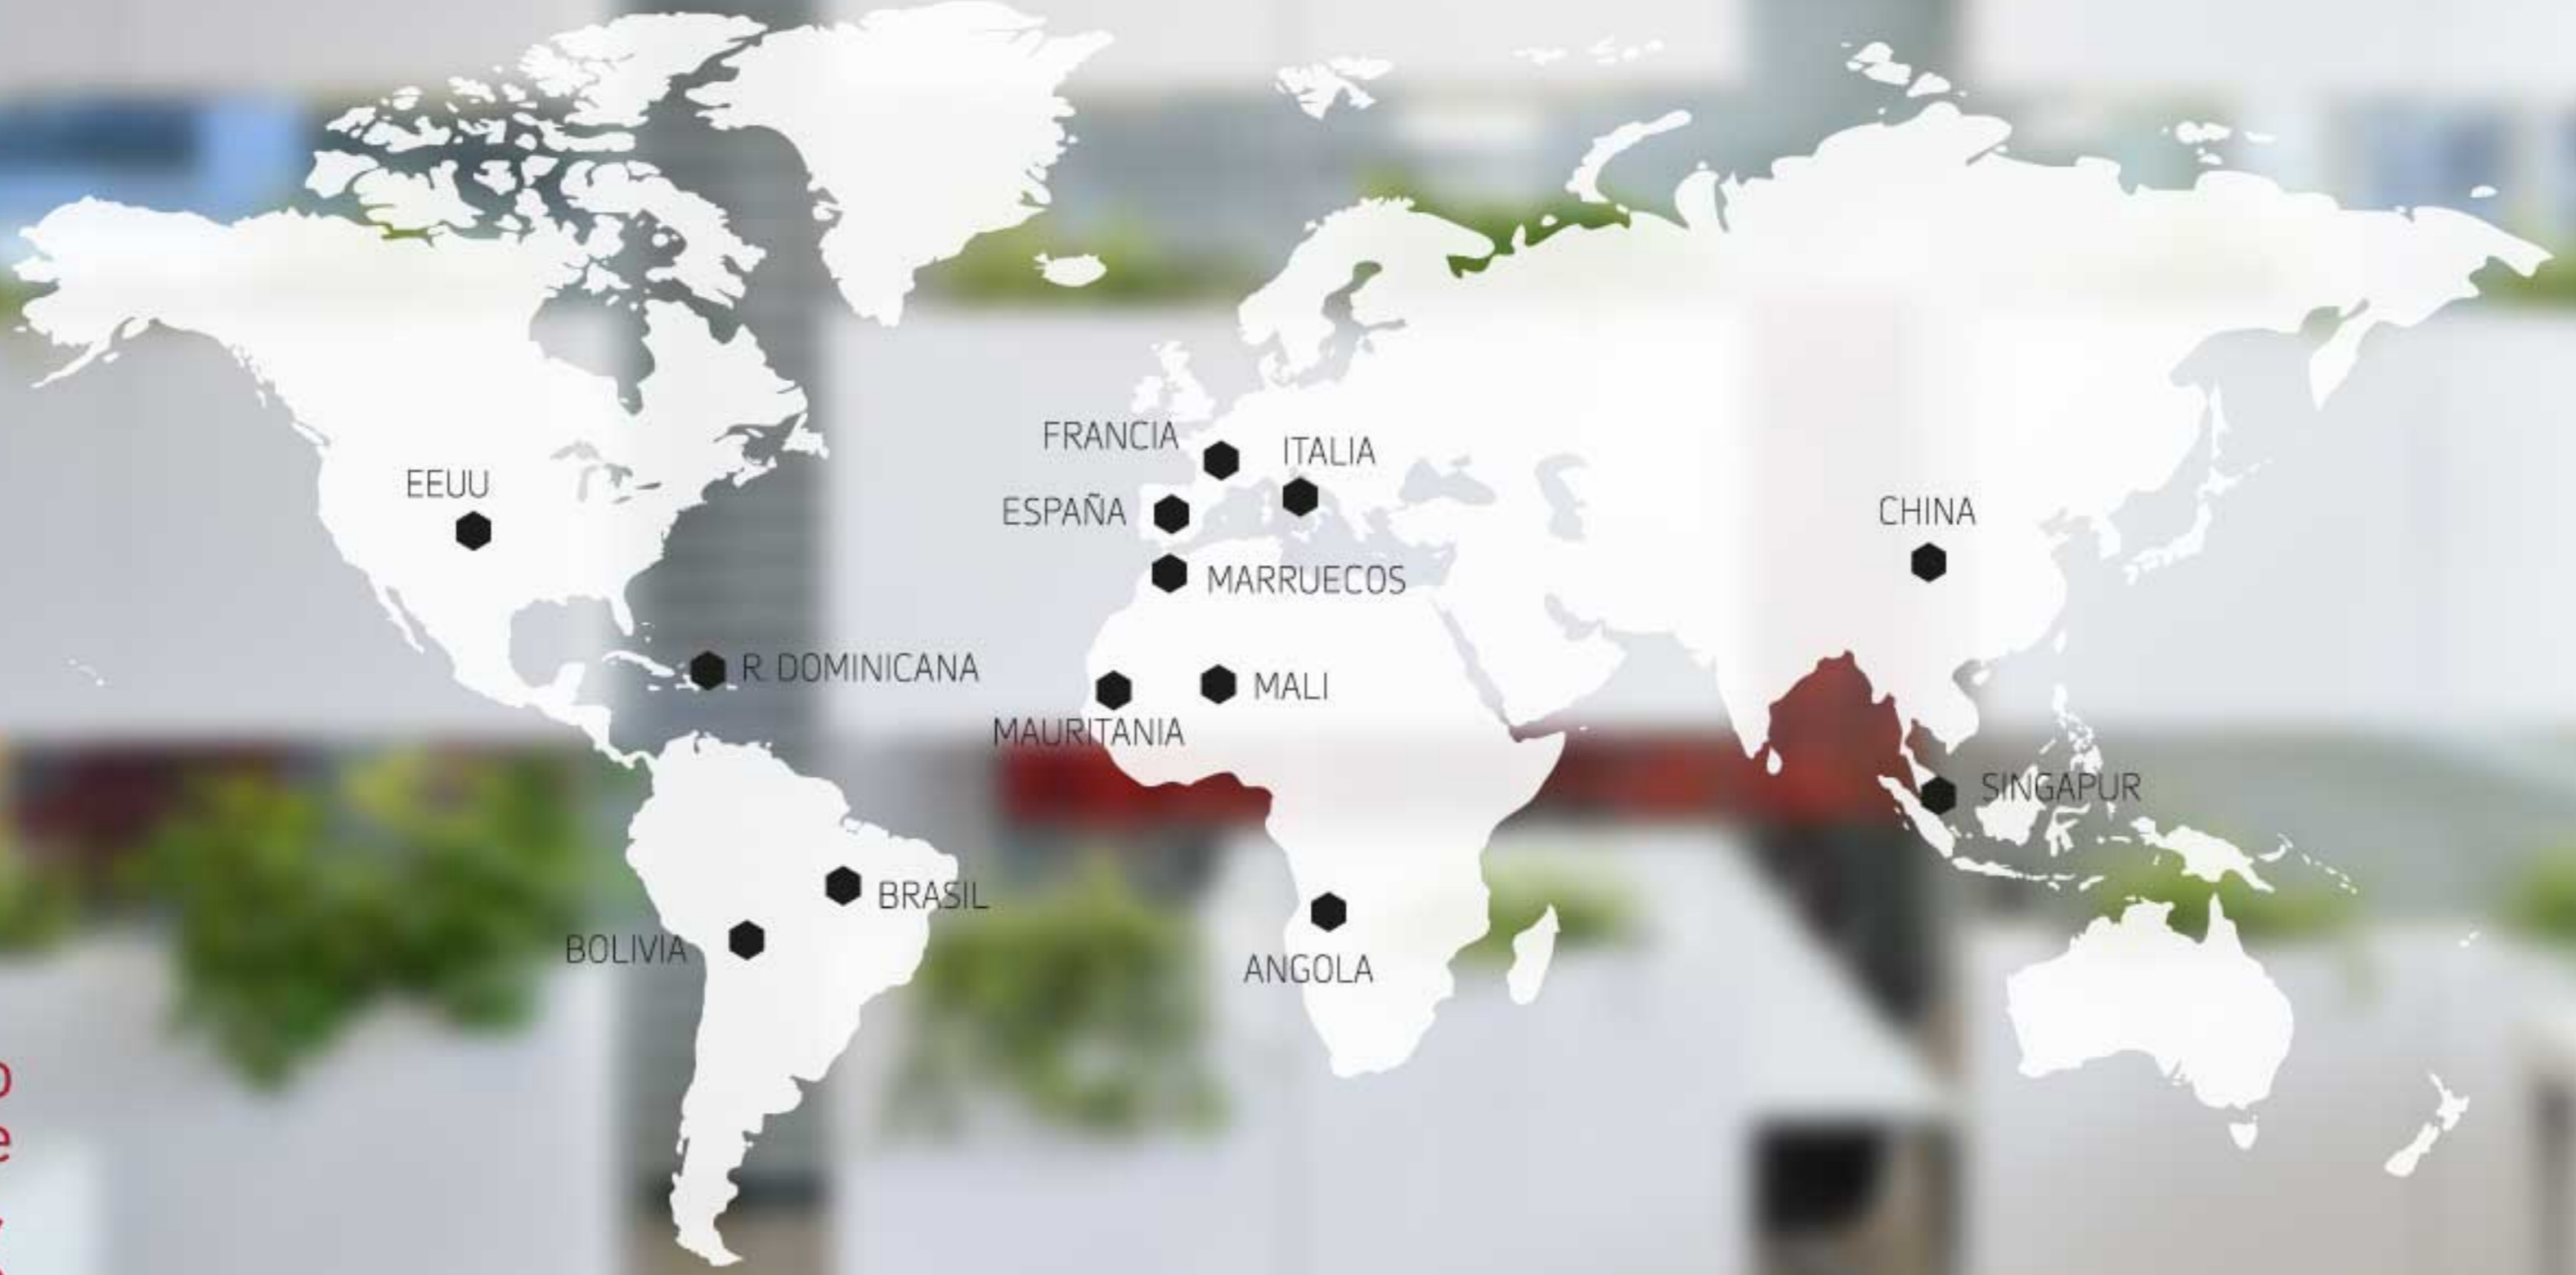 FRANCIA
ITALIA
EEUU
ESPAÑA
CHINA
MARRUECOS
R. DOMINICANA
MALI
MAURITANIA
SINGAPUR
BRASIL
BOLIVIA
ANGOLA
o
e